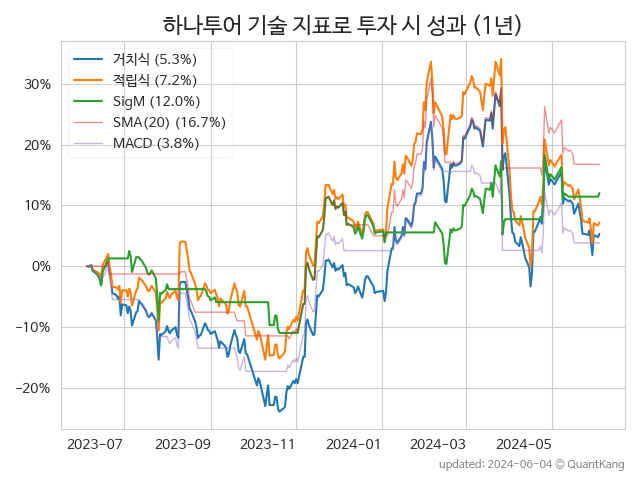 하나투어 기술 지표로 투자 시 성과 (1년)
거치식 (5.3%)
적립식 (7.2%)
SigM (12.0%)
SMA(20) (16.7%)
MACD (3.8%)
30%
20%
10%
0%
−10%
−20%
2023-07
2023-09
2023-11
2024-01
2024-03
2024-05
updated: 2024-06-04 ⓒ QuantKang